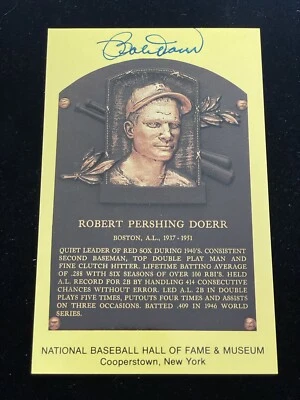 Bob Doerr
ROBERT PERSHING DOERR
BOSTON, A.L., 1937-1951
QUIET LEADER OF RED SOX DURING 1940'S. CONSISTENT
SECOND BASEMAN, TOP DOUBLE PLAY MAN AND
FINE CLUTCH HITTER. LIFETIME BATTING AVERAGE
OF .288 WITH SIX SEASONS OF OVER 100 RBI'S. HELD
A.L. RECORD FOR 2B BY HANDLING 414 CONSECUTIVE
CHANCES WITHOUT ERROR. LED A.L. 2B IN DOUBLE
PLAYS FIVE TIMES, PUTOUTS FOUR TIMES AND ASSISTS
ON THREE OCCASIONS. BATTED .409 IN 1946 WORLD
SERIES.
NATIONAL BASEBALL HALL OF FAME & MUSEUM
Cooperstown, New York